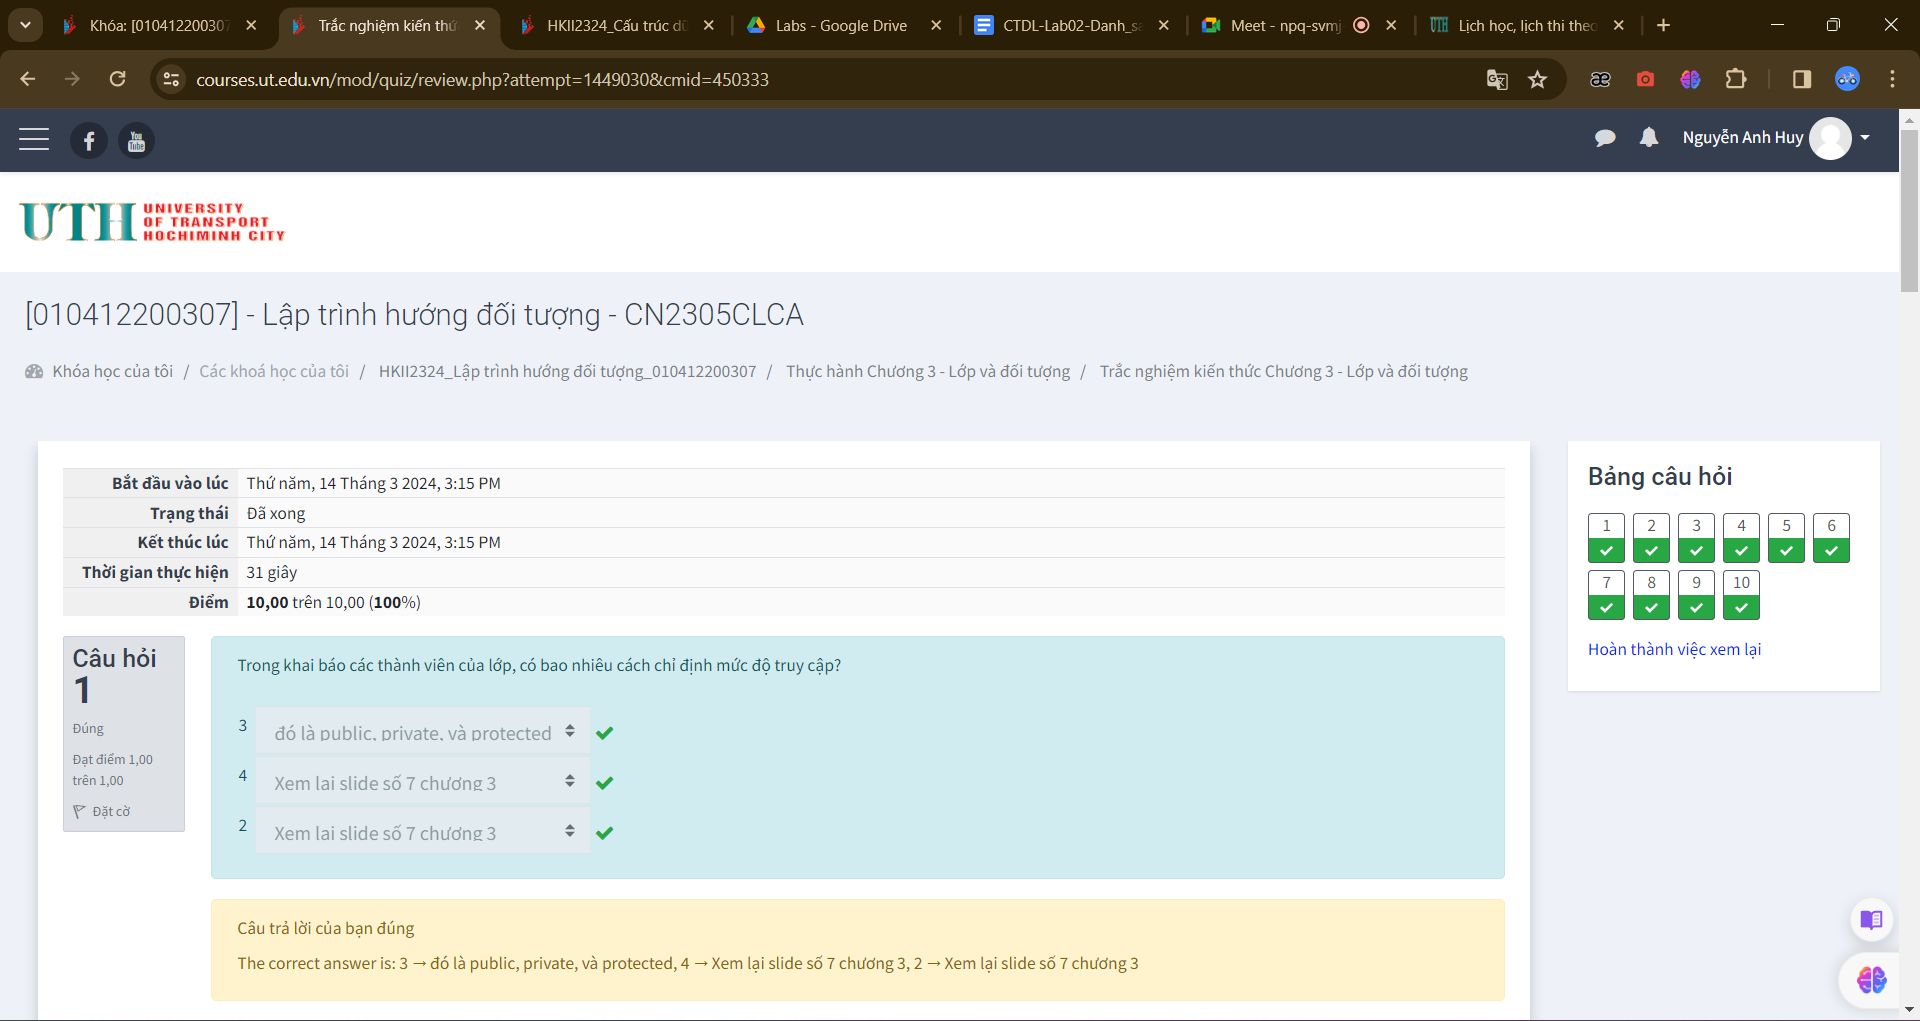 Khóa: [010412200307
Trắc nghiệm kiến thứ
HKII2324_Cấu trúc dữ
Labs - Google Drive
CTDL-Lab02-Danh_sa
Meet - npq-svmj
Lịch học, lịch thi theo
courses.ut.edu.vn/mod/quiz/review.php?attempt=1449030&cmid=450333
You
Tube
Nguyễn Anh Huy
UTH
UNIVERSITY
OF TRANSPORT
HOCHIMINH CITY
[010412200307] - Lập trình hướng đối tượng - CN2305CLCA
Khóa học của tôi / Các khoá học của tôi / HKII2324_Lập trình hướng đối tượng_010412200307 / Thực hành Chương 3 - Lớp và đối tượng / Trắc nghiệm kiến thức Chương 3 - Lớp và đối tượng
Bắt đầu vào lúc Thứ năm, 14 Tháng 3 2024, 3:15 PM
Trạng thái Đã xong
Kết thúc lúc Thứ năm, 14 Tháng 3 2024, 3:15 PM
Thời gian thực hiện 31 giây
Điểm 10,00 trên 10,00 (100%)
Câu hỏi
1
Đúng
Đạt điểm 1,00
trên 1,00
Đặt cờ
Trong khai báo các thành viên của lớp, có bao nhiêu cách chỉ định mức độ truy cập?
3 đó là public, private, và protected
4 Xem lại slide số 7 chương 3
2 Xem lại slide số 7 chương 3
Câu trả lời của bạn đúng
The correct answer is: 3 → đó là public, private, và protected, 4 → Xem lại slide số 7 chương 3, 2 → Xem lại slide số 7 chương 3
Bảng câu hỏi
1 2 3 4 5 6
7 8 9 10
Hoàn thành việc xem lại